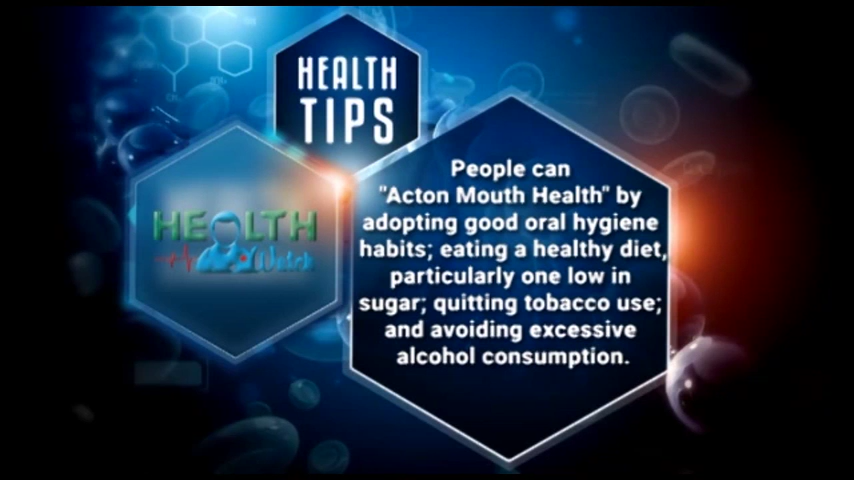 HEALTH
TIPS
HEALTH
Watch
People can
"Acton Mouth Health" by
adopting good oral hygiene
habits; eating a healthy diet,
particularly one low in
sugar; quitting tobacco use;
and avoiding excessive
alcohol consumption.